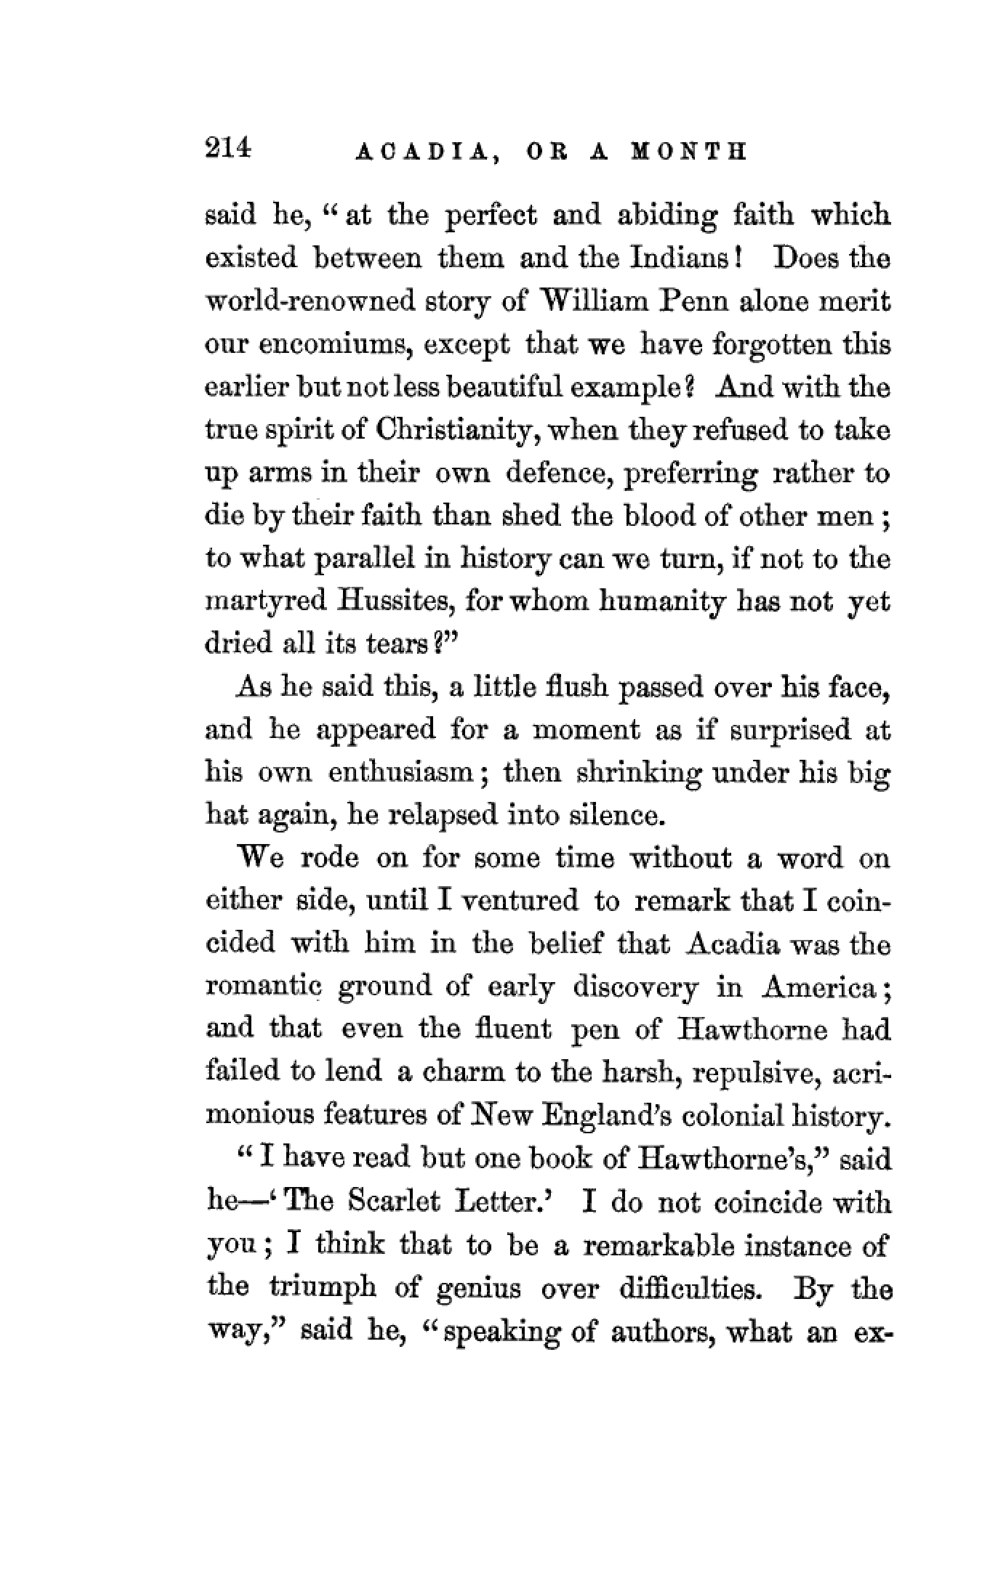 214 ACADIA, OR A MONTH
said he, “at the perfect and abiding faith which
existed between them and the Indians! Does the
world-renowned story of William Penn alone merit
our encomiums, except that we have forgotten this
earlier but not less beautiful example? And with the
true spirit of Christianity, when they refused to take
up arms in their own defence, preferring rather to
die by their faith than shed the blood of other men;
to what parallel in history can we turn, if not to the
martyred Hussites, for whom humanity has not yet
dried all its tears?”
As he said this, a little flush passed over his face,
and he appeared for a moment as if surprised at
his own enthusiasm; then shrinking under his big
hat again, he relapsed into silence.
We rode on for some time without a word on
either side, until I ventured to remark that I coin-
cided with him in the belief that Acadia was the
romantic ground of early discovery in America;
and that even the fluent pen of Hawthorne had
failed to lend a charm to the harsh, repulsive, acri-
monious features of New England’s colonial history.
“I have read but one book of Hawthorne’s,” said
he—‘The Scarlet Letter.’ I do not coincide with
you; I think that to be a remarkable instance of
the triumph of genius over difficulties. By the
way,” said he, “speaking of authors, what an ex-